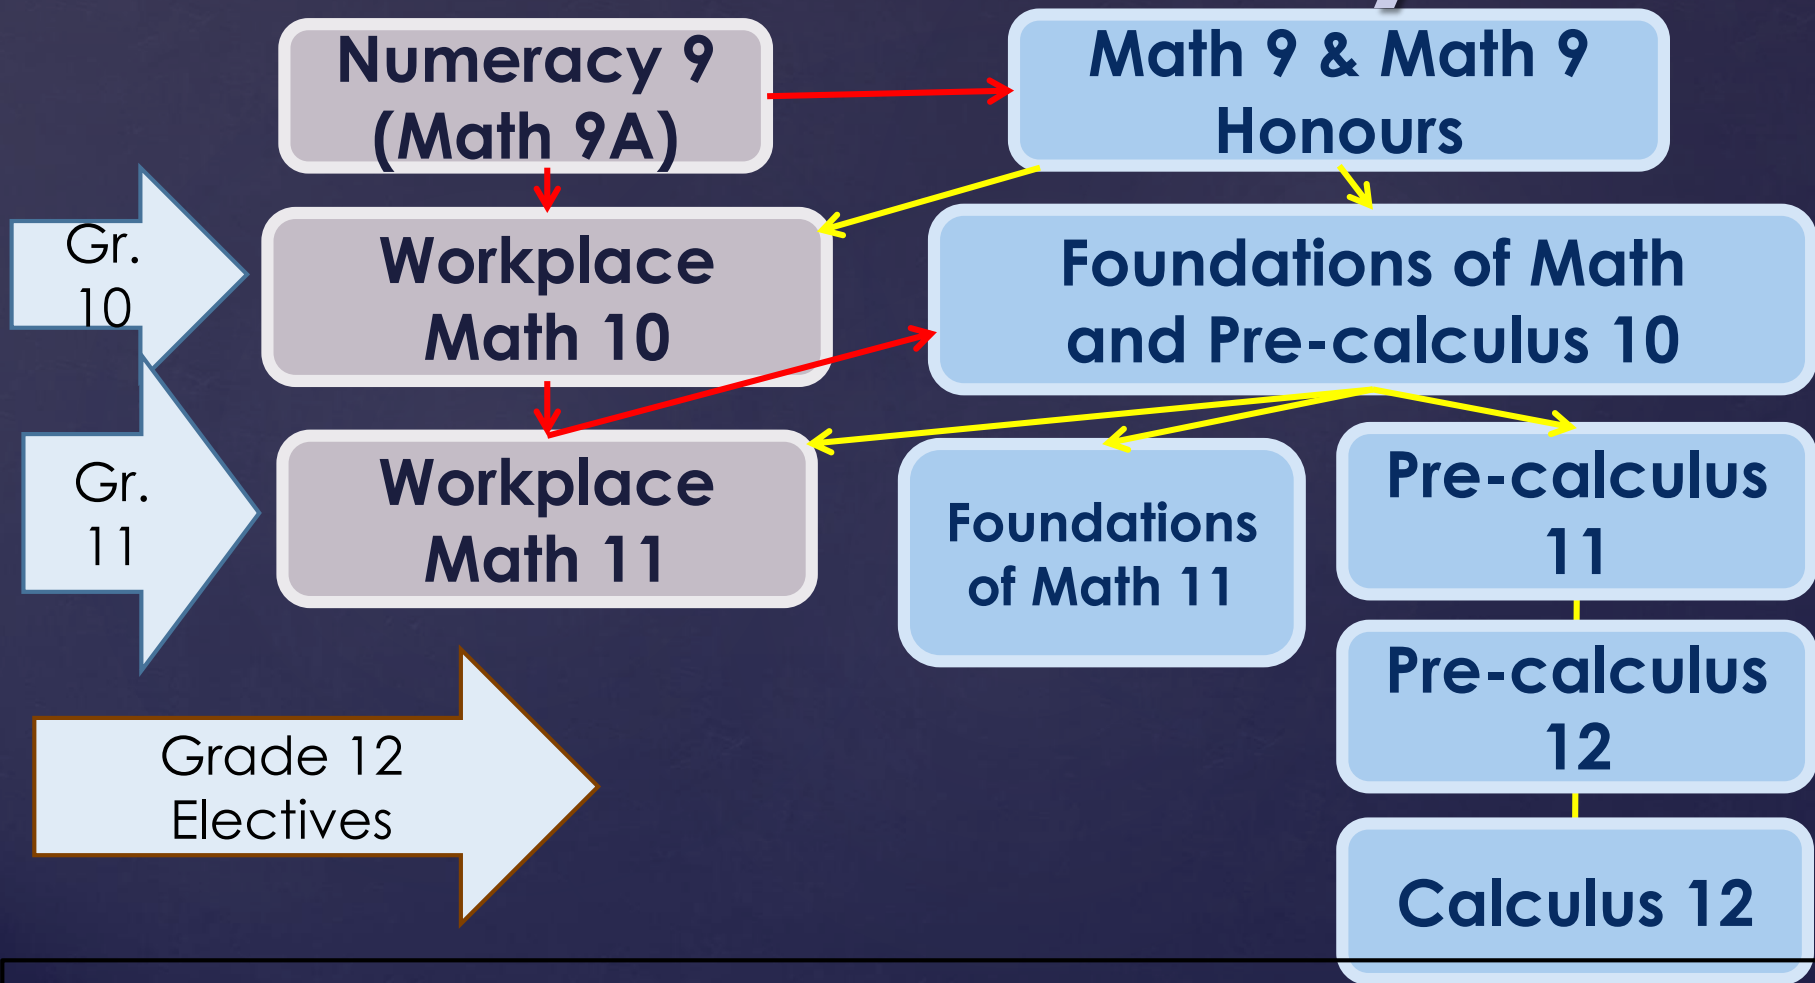 Numeracy 9
(Math 9A)
Math 9 & Math 9
Honours
Gr.
10
Workplace
Math 10
Foundations of Math
and Pre-calculus 10
Gr.
11
Workplace
Math 11
Foundations
of Math 11
Pre-calculus
11
Pre-calculus
12
Grade 12
Electives
Calculus 12